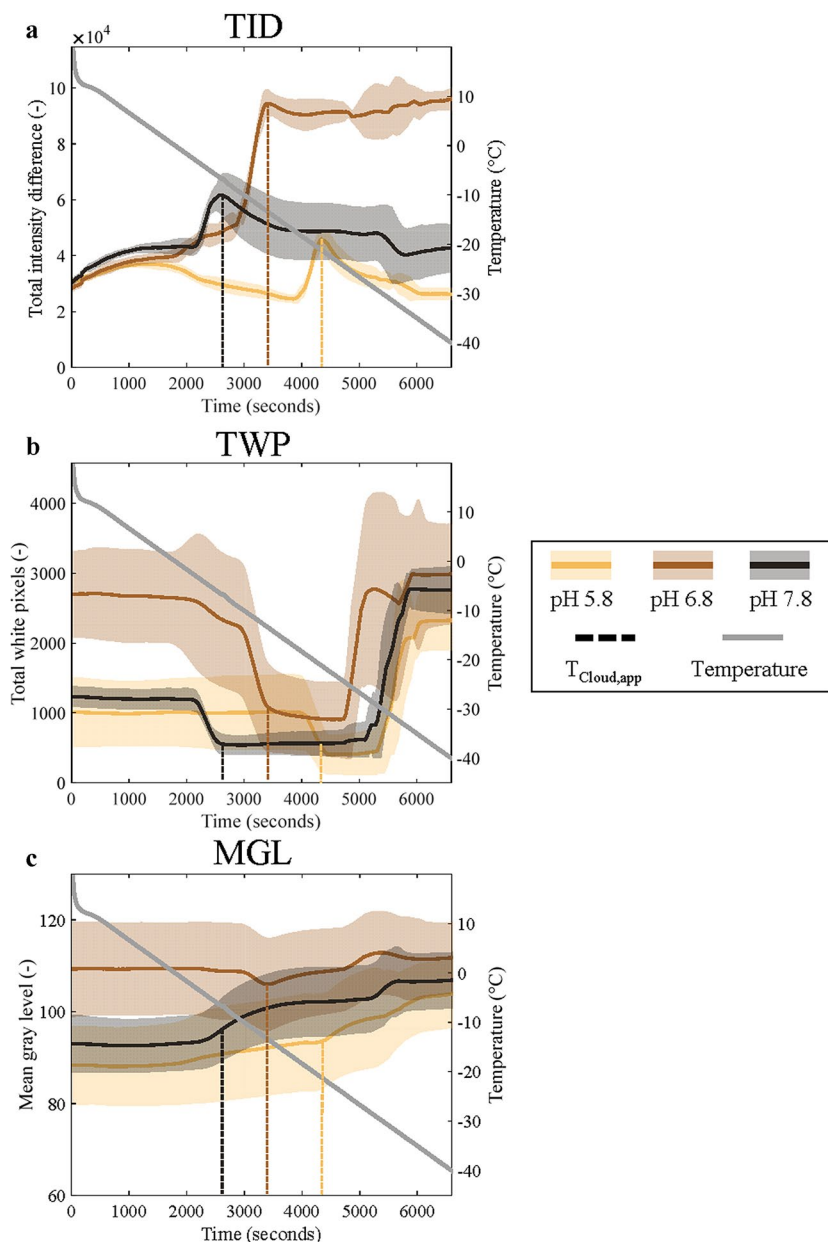 a
TID
×10⁴
10
8
6
4
2
0
Total intensity difference (-)
10
0
-10
-20
-30
-40
Temperature (°C)
0 1000 2000 3000 4000 5000 6000
Time (seconds)
b
TWP
4000
3000
2000
1000
0
Total white pixels (-)
10
0
-10
-20
-30
-40
Temperature (°C)
0 1000 2000 3000 4000 5000 6000
Time (seconds)
pH 5.8 pH 6.8 pH 7.8
T Cloud,app Temperature
c
MGL
120
100
80
60
Mean gray level (-)
10
0
-10
-20
-30
-40
Temperature (°C)
0 1000 2000 3000 4000 5000 6000
Time (seconds)